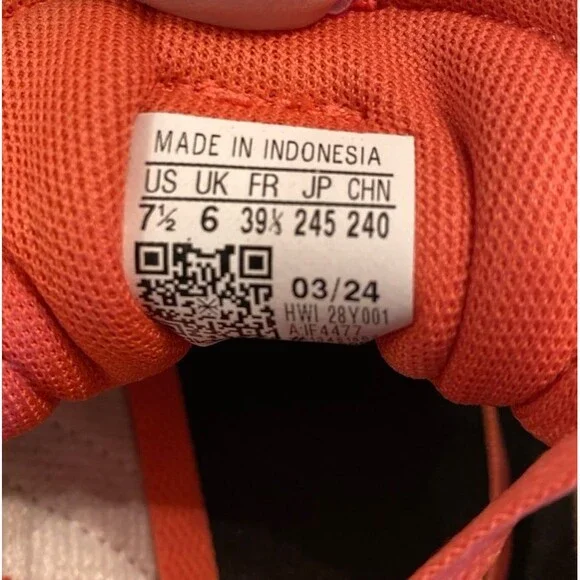 MADE IN INDONESIA
US UK FR JP CHN
7½ 6 39⅓ 245 240
03/24
HWI 28Y001
A:IF4477